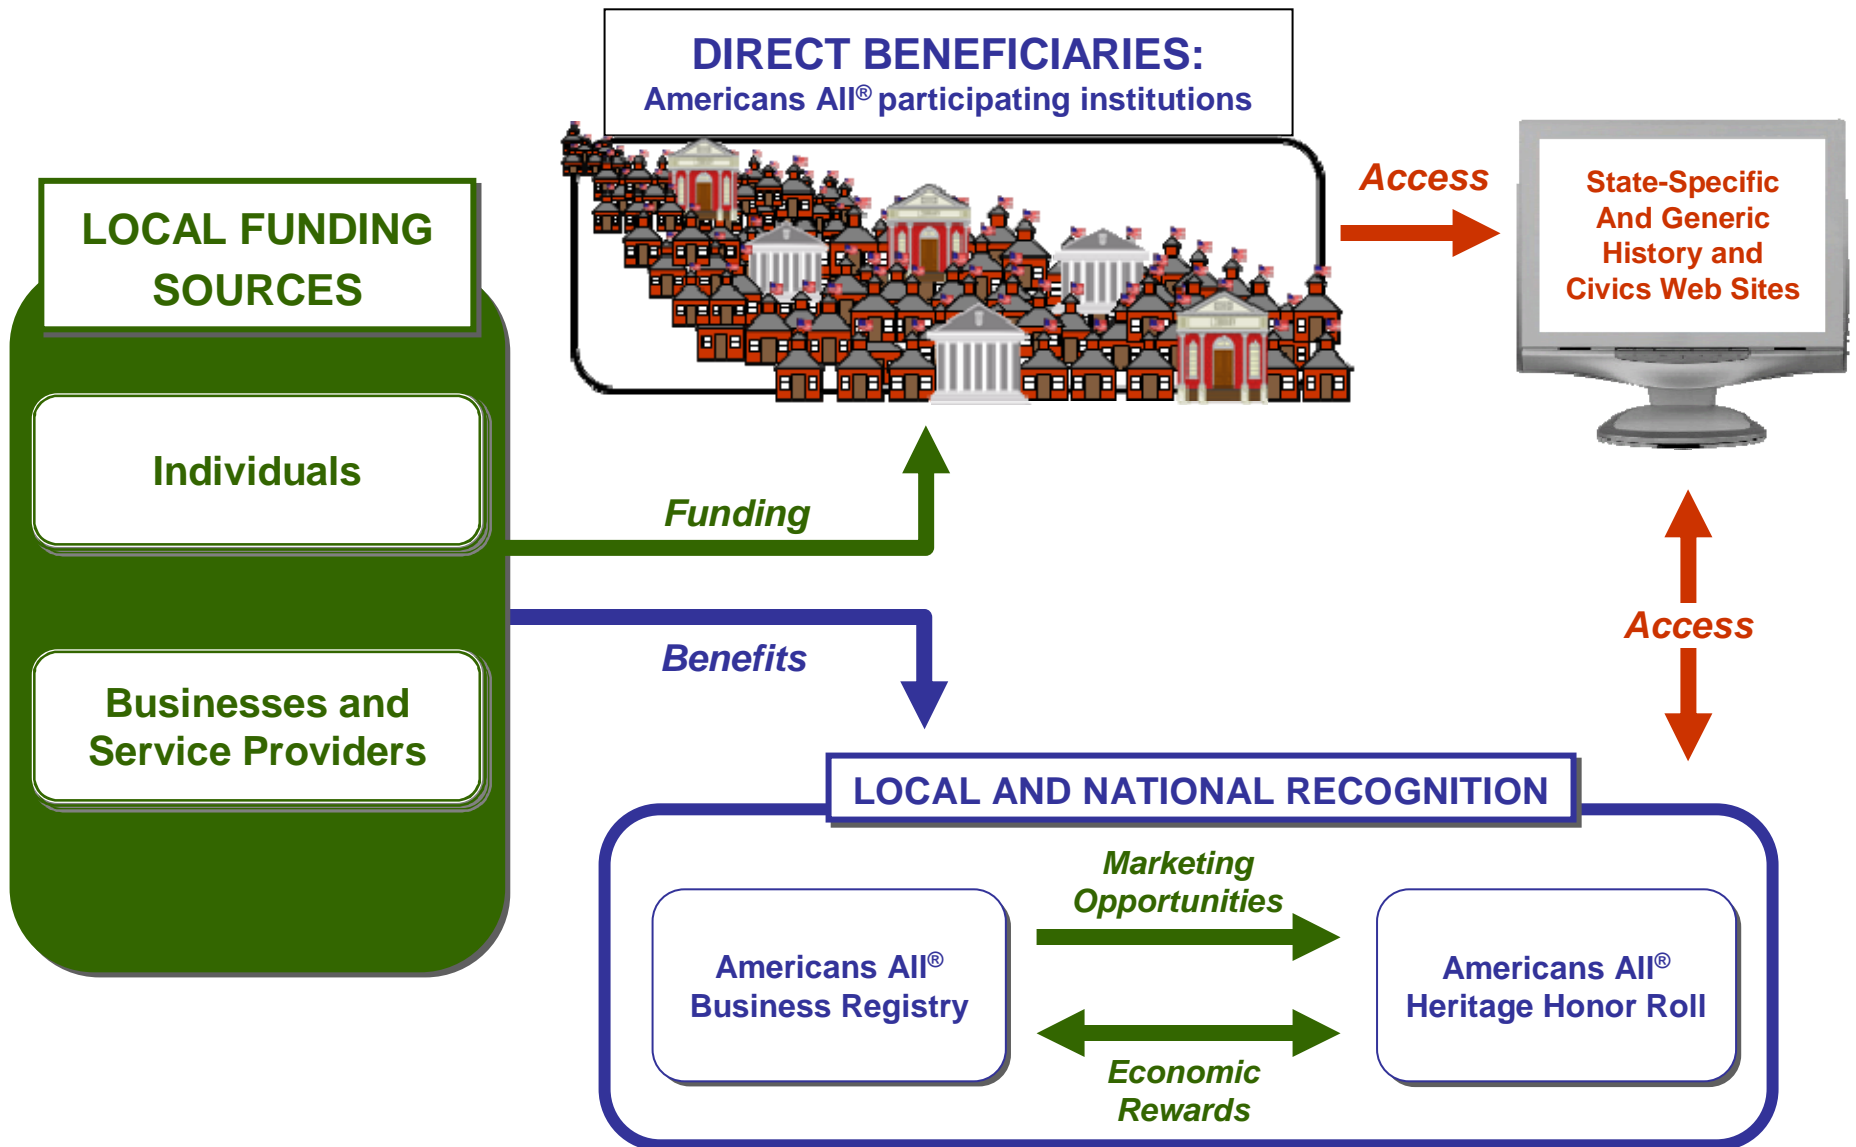 DIRECT BENEFICIARIES:
Americans All® participating institutions
LOCAL FUNDING
SOURCES
Individuals
Businesses and
Service Providers
Funding
Benefits
Access
State-Specific
And Generic
History and
Civics Web Sites
Access
LOCAL AND NATIONAL RECOGNITION
Marketing
Opportunities
Americans All®
Business Registry
Americans All®
Heritage Honor Roll
Economic
Rewards